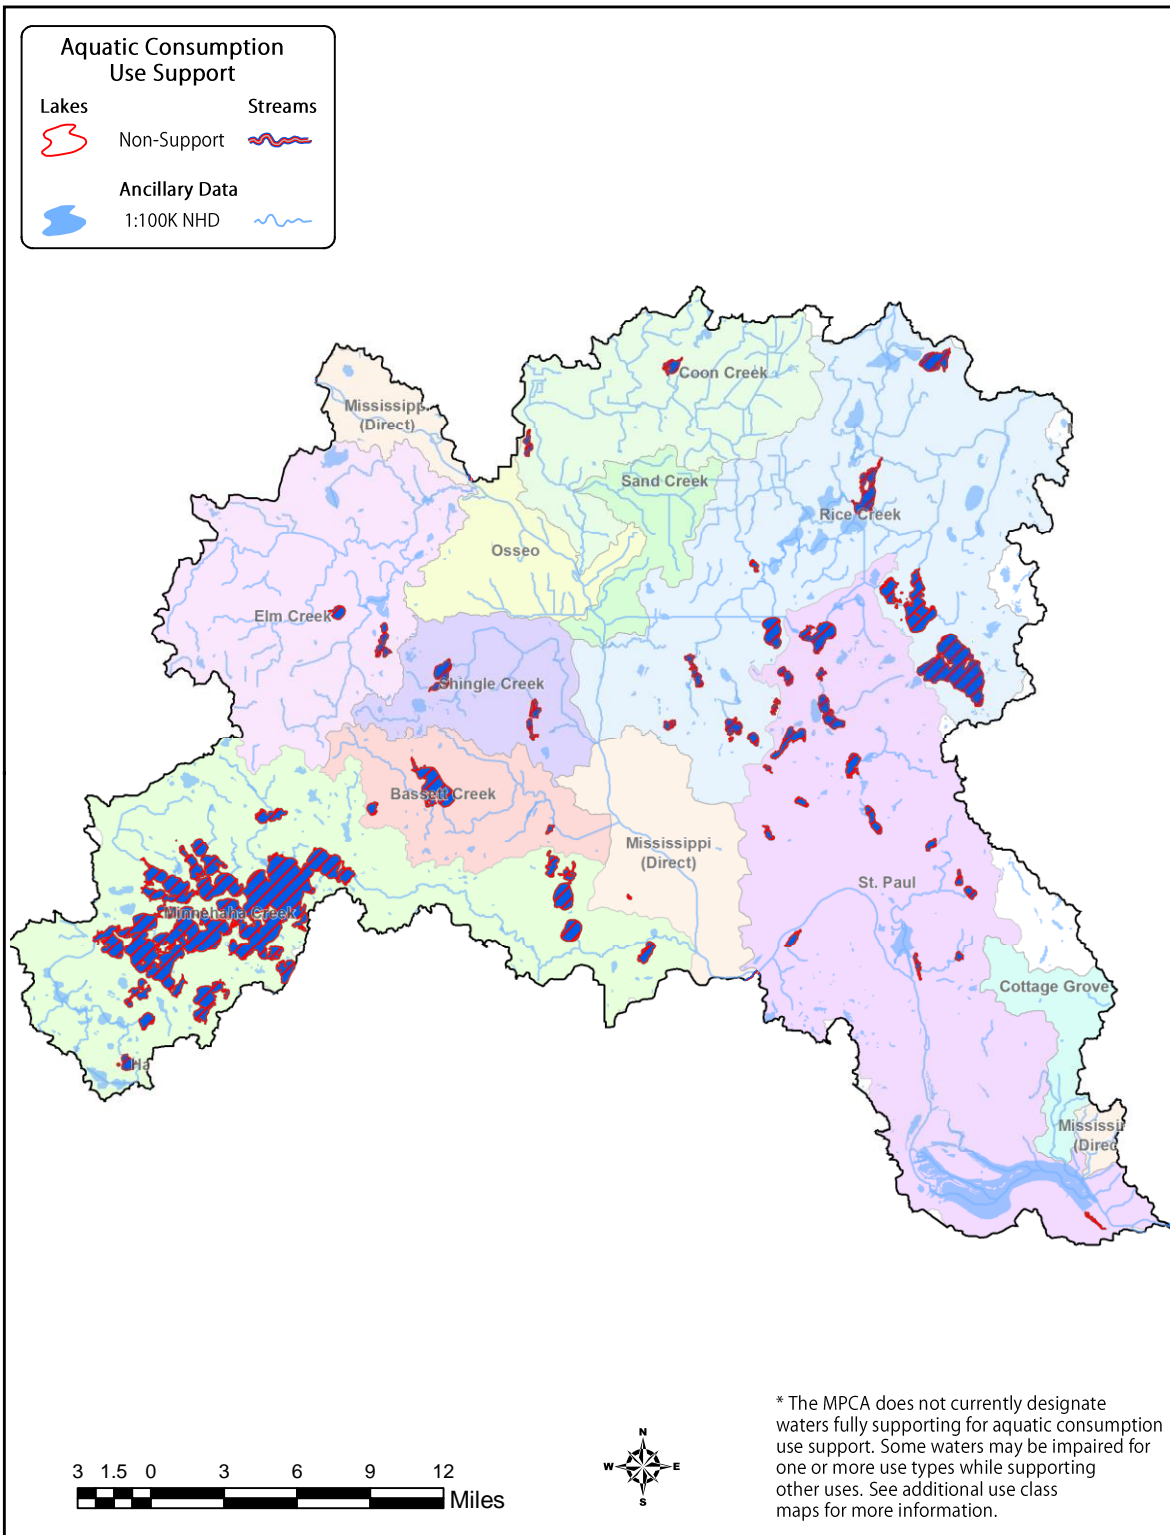 Aquatic Consumption
Use Support
Lakes
Streams
Non-Support
Ancillary Data
1:100K NHD
Coon Creek
Mississipp
(Direct)
Sand Creek
Rice Creek
Osseo
Elm Creek
Shingle Creek
Bassett Creek
Mississippi
(Direct)
St. Paul
Minnehaha Creek
Cottage Grove
Ha
Mississi
(Direc
* The MPCA does not currently designate
waters fully supporting for aquatic consumption
use support. Some waters may be impaired for
one or more use types while supporting
other uses. See additional use class
maps for more information.
N
W E
S
3 1.5 0 3 6 9 12
Miles